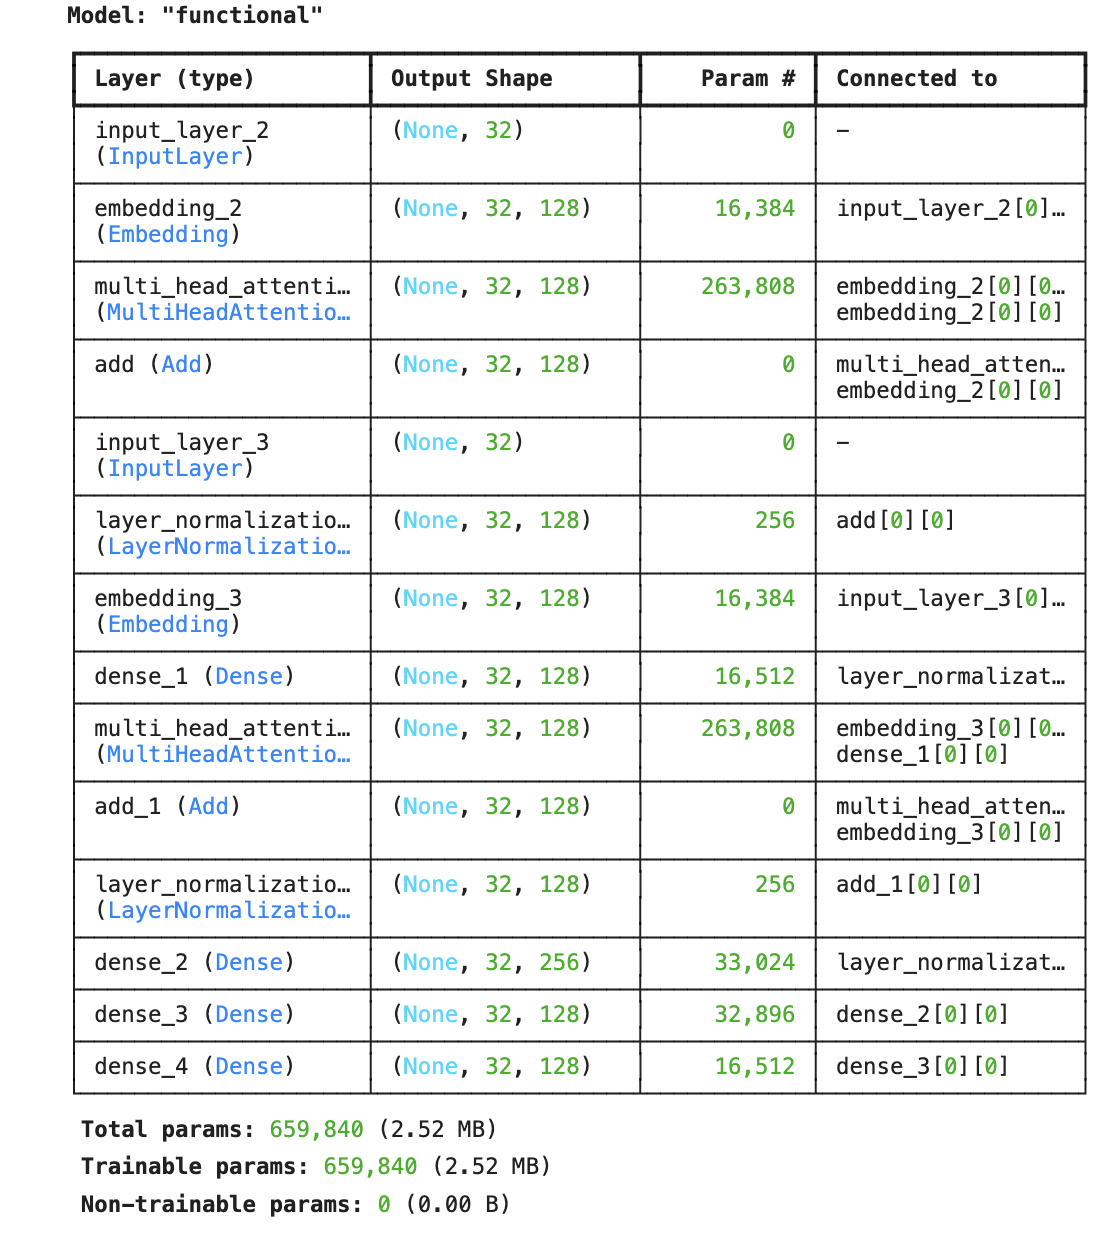 Model: "functional"
Layer (type) Output Shape Param # Connected to
input_layer_2 (None, 32) 0 –
(InputLayer)
embedding_2 (None, 32, 128) 16,384 input_layer_2[0]…
(Embedding)
multi_head_attenti… (None, 32, 128) 263,808 embedding_2[0][0…
(MultiHeadAttentio… embedding_2[0][0]
add (Add) (None, 32, 128) 0 multi_head_atten…
embedding_2[0][0]
input_layer_3 (None, 32) 0 –
(InputLayer)
layer_normalizatio… (None, 32, 128) 256 add[0][0]
(LayerNormalizatio…
embedding_3 (None, 32, 128) 16,384 input_layer_3[0]…
(Embedding)
dense_1 (Dense) (None, 32, 128) 16,512 layer_normalizat…
multi_head_attenti… (None, 32, 128) 263,808 embedding_3[0][0…
(MultiHeadAttentio… dense_1[0][0]
add_1 (Add) (None, 32, 128) 0 multi_head_atten…
embedding_3[0][0]
layer_normalizatio… (None, 32, 128) 256 add_1[0][0]
(LayerNormalizatio…
dense_2 (Dense) (None, 32, 256) 33,024 layer_normalizat…
dense_3 (Dense) (None, 32, 128) 32,896 dense_2[0][0]
dense_4 (Dense) (None, 32, 128) 16,512 dense_3[0][0]
Total params: 659,840 (2.52 MB)
Trainable params: 659,840 (2.52 MB)
Non-trainable params: 0 (0.00 B)